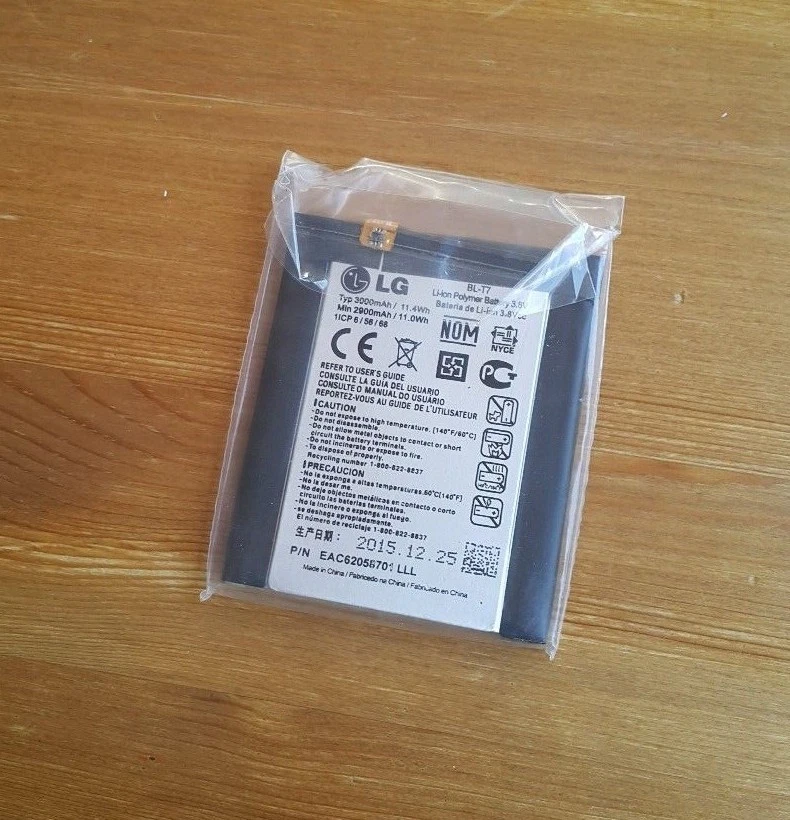 LG
BL-T7
Typ 3000mAh / 11.4Wh
Li-ion Polymer Battery 3.8V
Min 2900mAh / 11.0Wh
Batería de Li-ion 3.8Vcc
1ICP 6/56/68
NOM
NYCE
CE
REFER TO USER'S GUIDE
CONSULTE LA GUÍA DEL USUARIO
CONSULTE O MANUAL DO USUÁRIO
REPORTEZ-VOUS AU GUIDE DE L'UTILISATEUR
CAUTION
-Do not expose to high temperature. (140°F/60°C)
-Do not disassemble.
-Do not allow metal objects to contact or short
circuit the battery terminals.
-Do not incinerate or expose to fire.
-To dispose of properly.
Recycling number 1-800-822-8837
PRECAUCION
-No la exponga a altas temperaturas.60°C(140°F)
-No la desarme.
-No deje objetos metálicos en contacto o corto
circuito las baterías terminales.
-No la incinere o exponga al fuego.
-se deshaga apropiadamente.
El número de reciclaje 1-800-822-8837
生产日期: 2015.12.25
P/N EAC62058701 LLL
Made in China / Fabricado na China / Fabricado en China